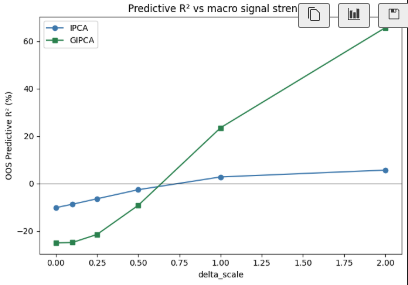 Predictive R² vs macro signal
IPCA
GIPCA
OOS Predictive R² (%)
60
40
20
0
−20
0.00 0.25 0.50 0.75 1.00 1.25 1.50 1.75 2.00
delta_scale